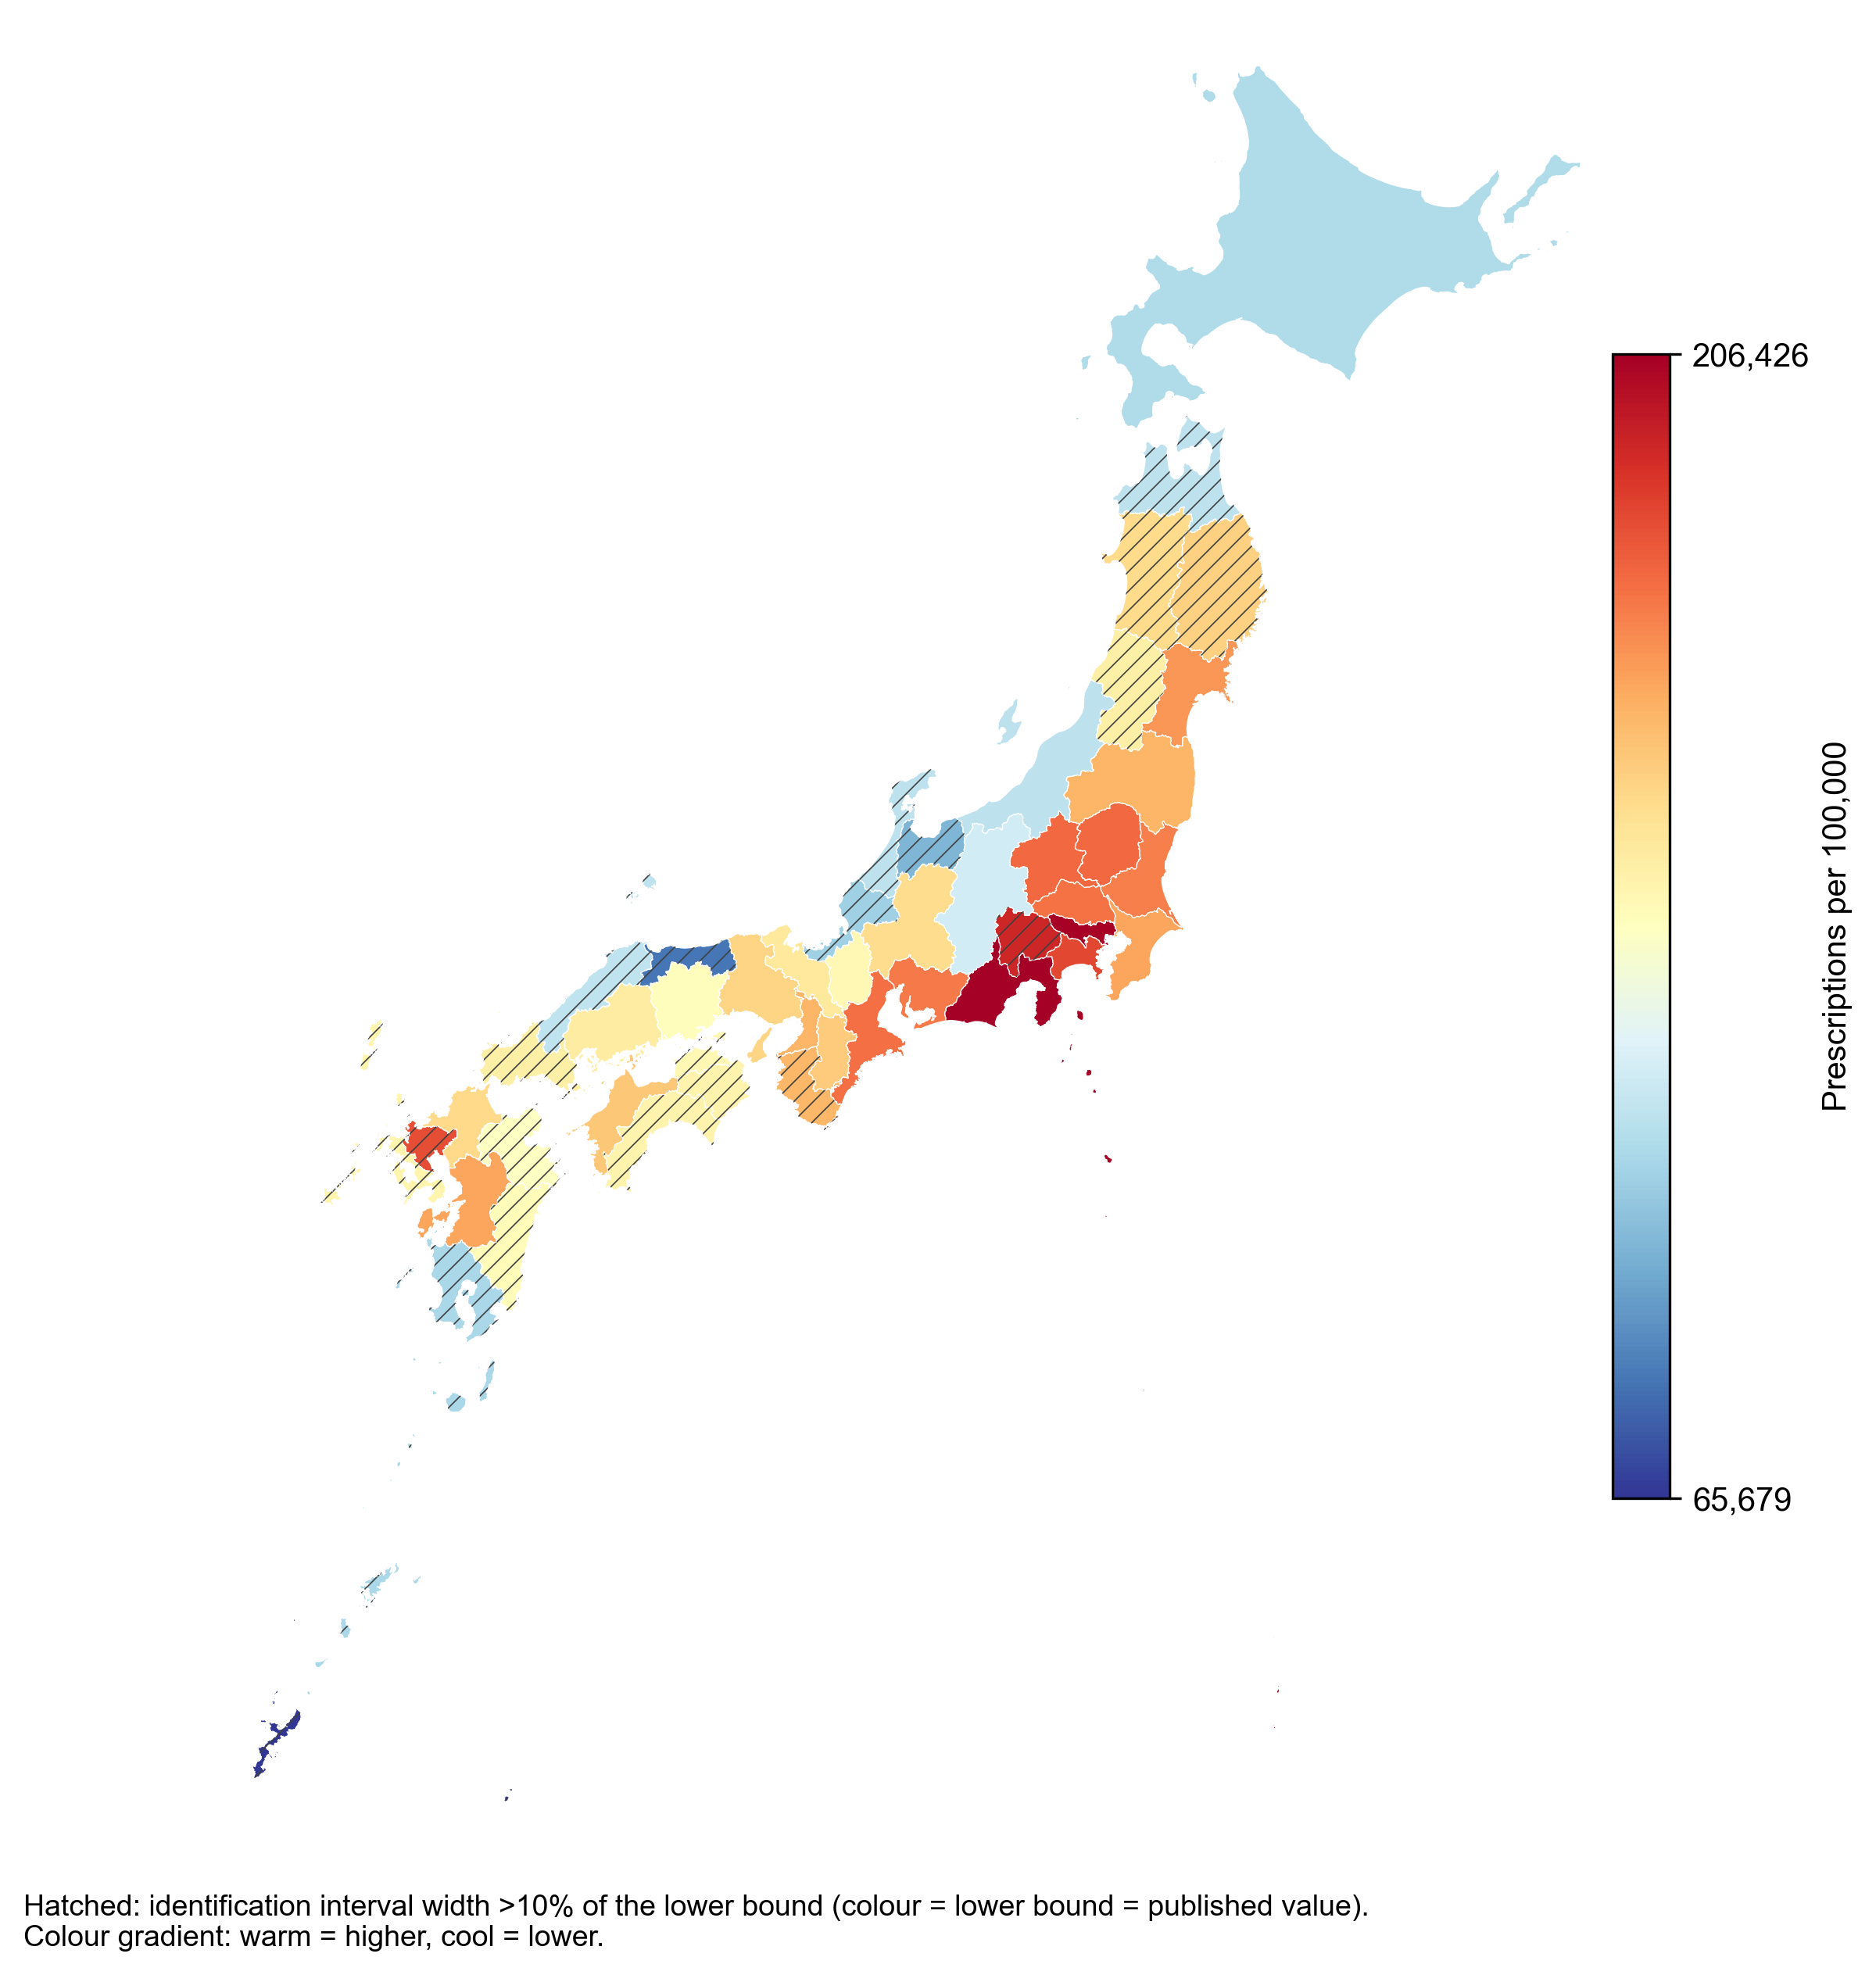 206,426
Prescriptions per 100,000
65,679
Hatched: identification interval width >10% of the lower bound (colour = lower bound = published value).
Colour gradient: warm = higher, cool = lower.